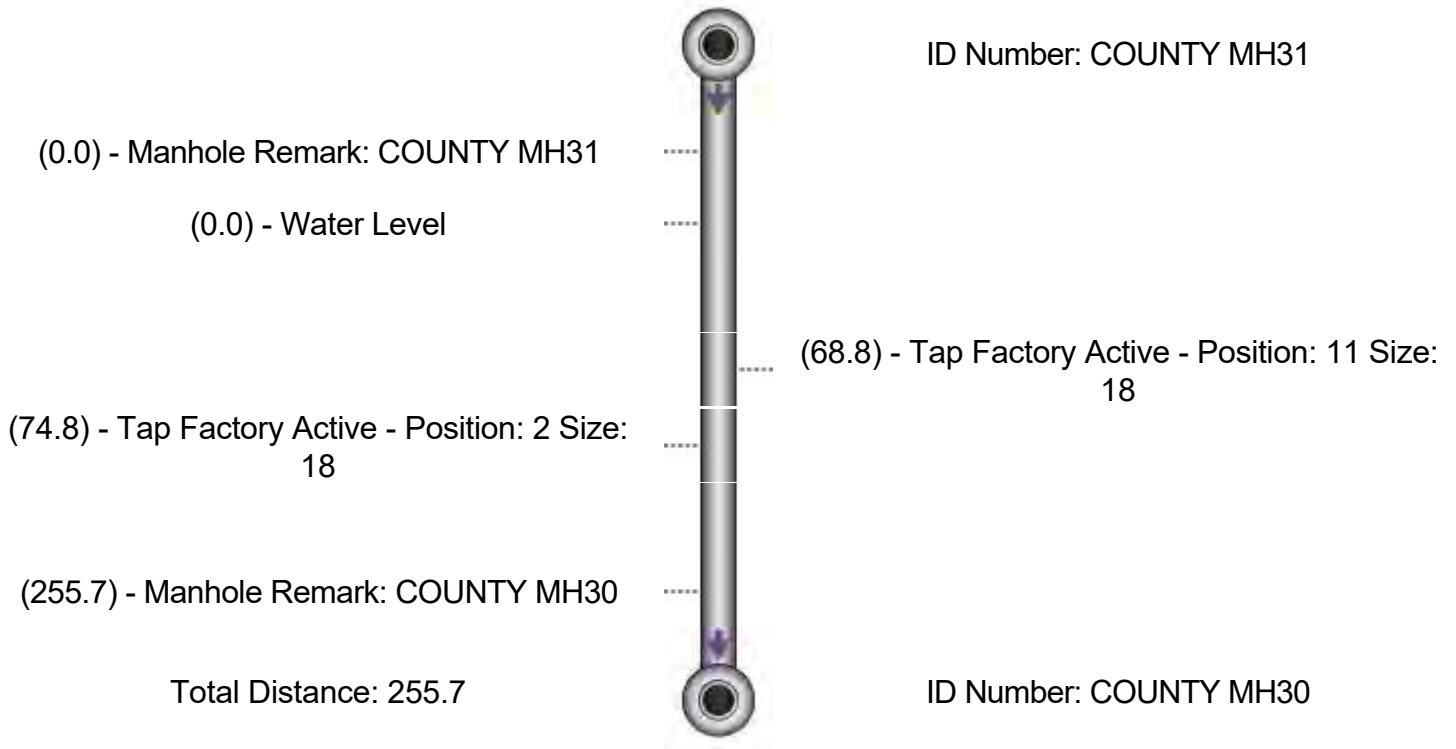 ID Number: COUNTY MH31
(0.0) - Manhole Remark: COUNTY MH31
(0.0) - Water Level
(68.8) - Tap Factory Active - Position: 11 Size:
18
(74.8) - Tap Factory Active - Position: 2 Size:
18
(255.7) - Manhole Remark: COUNTY MH30
Total Distance: 255.7
ID Number: COUNTY MH30